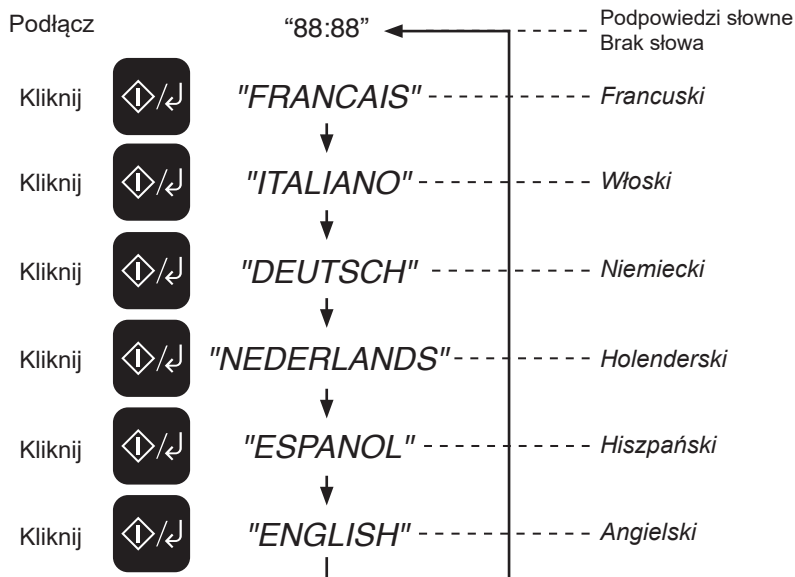 Podłącz “88:88” Podpowiedzi słowne
Brak słowa
Kliknij "FRANCAIS" Francuski
Kliknij "ITALIANO" Włoski
Kliknij "DEUTSCH" Niemiecki
Kliknij "NEDERLANDS" Holenderski
Kliknij "ESPANOL" Hiszpański
Kliknij "ENGLISH" Angielski